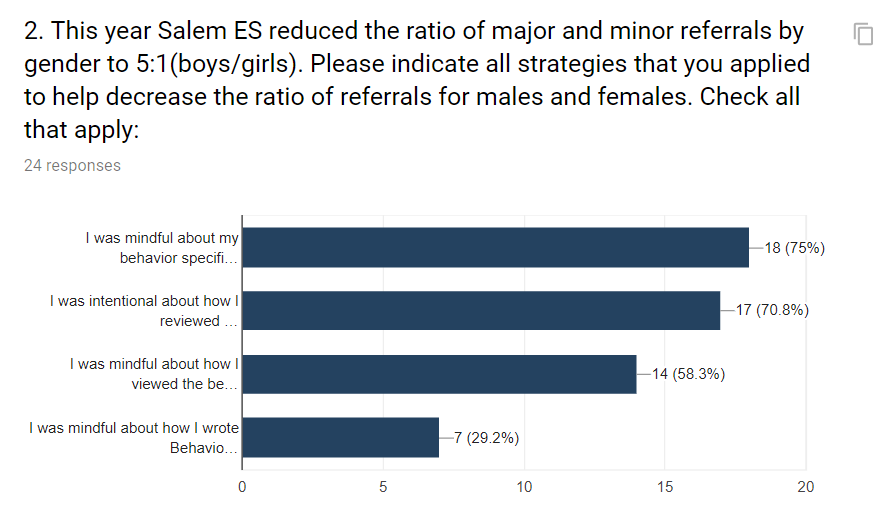 2. This year Salem ES reduced the ratio of major and minor referrals by
gender to 5:1(boys/girls). Please indicate all strategies that you applied
to help decrease the ratio of referrals for males and females. Check all
that apply:
24 responses
I was mindful about my
behavior specifi...
18 (75%)
I was intentional about how I
reviewed ...
17 (70.8%)
I was mindful about how I
viewed the be...
14 (58.3%)
I was mindful about how I wrote
Behavio...
7 (29.2%)
0 5 10 15 20